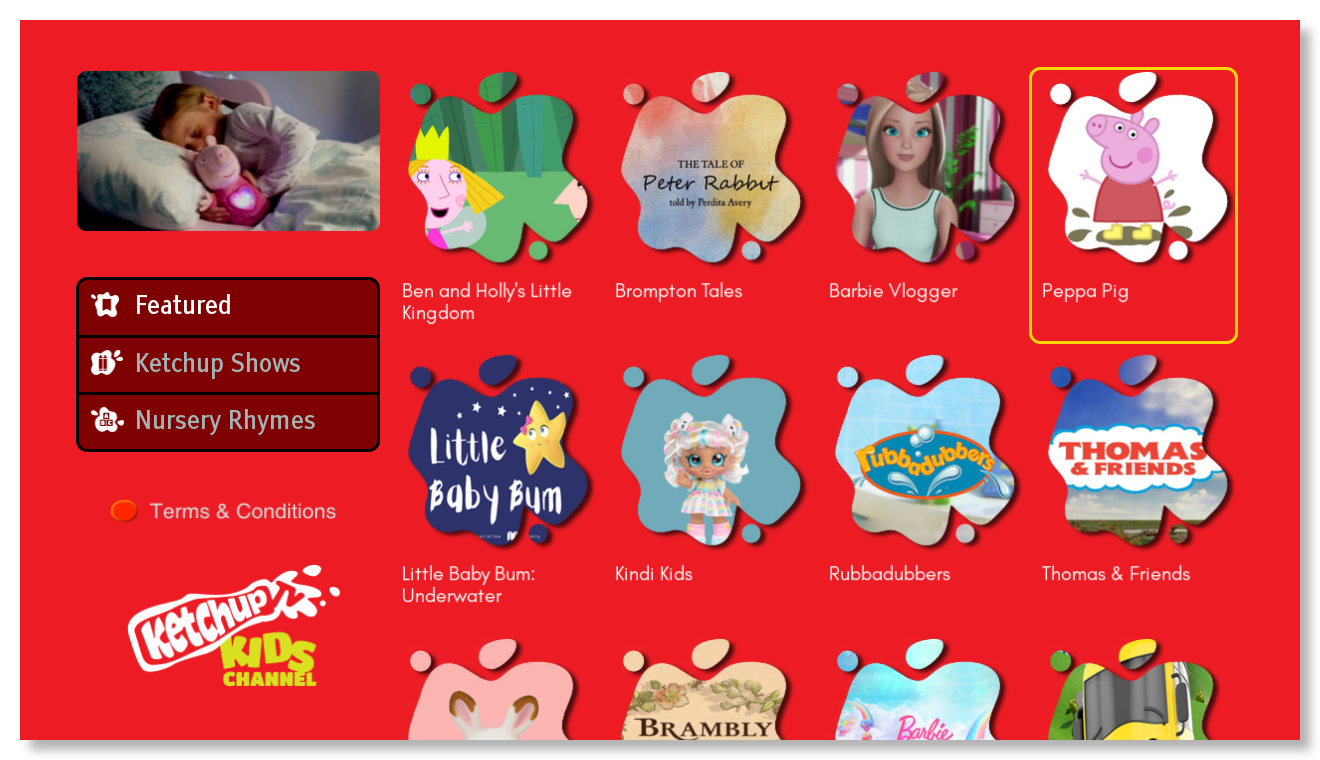 Featured
Ketchup Shows
Nursery Rhymes
Terms & Conditions
Ketchup
KIDS
CHANNEL
THE TALE OF
Peter Rabbit
told by Perdita Avery
Ben and Holly's Little
Kingdom
Brompton Tales
Barbie Vlogger
Peppa Pig
Little
Baby Bum
rubbadubbers
THOMAS
& FRIENDS
Little Baby Bum:
Underwater
Kindi Kids
Rubbadubbers
Thomas & Friends
BRAMBLY
Barbie